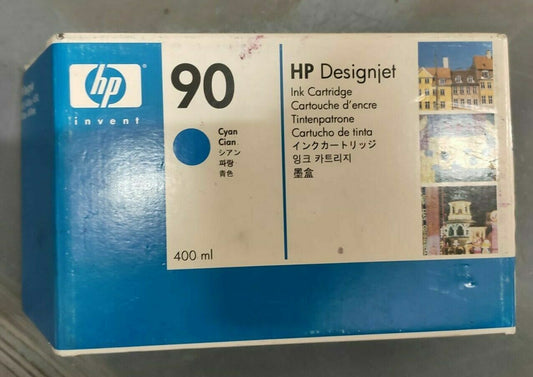 hp
invent
90
Cyan
Cian
シアン
파랑
青色
400 ml
HP Designjet
Ink Cartridge
Cartouche d'encre
Tintenpatrone
Cartucho de tinta
インクカートリッジ
잉크 카트리지
墨盒